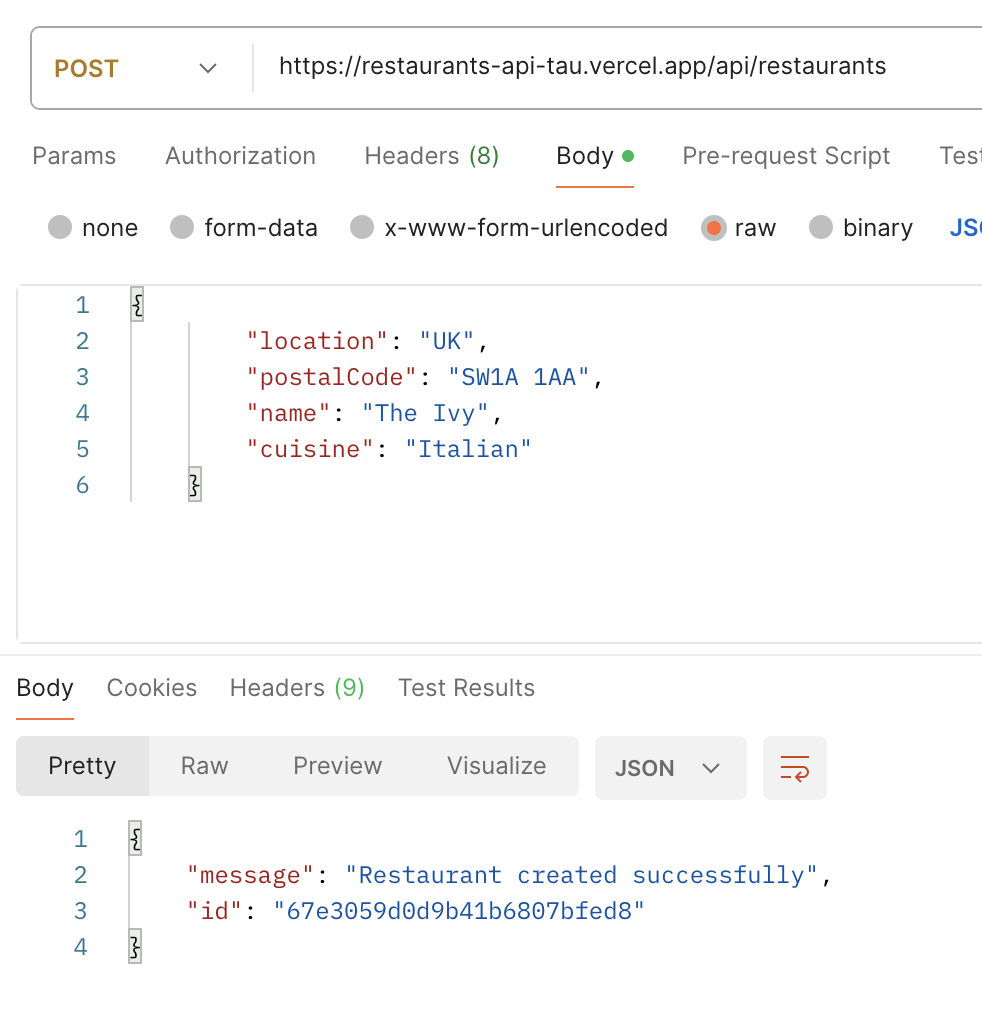 POST https://restaurants-api-tau.vercel.app/api/restaurants
Params Authorization Headers (8) Body Pre-request Script
none form-data x-www-form-urlencoded raw binary
1 {
2 "location": "UK",
3 "postalCode": "SW1A 1AA",
4 "name": "The Ivy",
5 "cuisine": "Italian"
6 }
Body Cookies Headers (9) Test Results
Pretty Raw Preview Visualize JSON
1 {
2 "message": "Restaurant created successfully",
3 "id": "67e3059d0d9b41b6807bfed8"
4 }